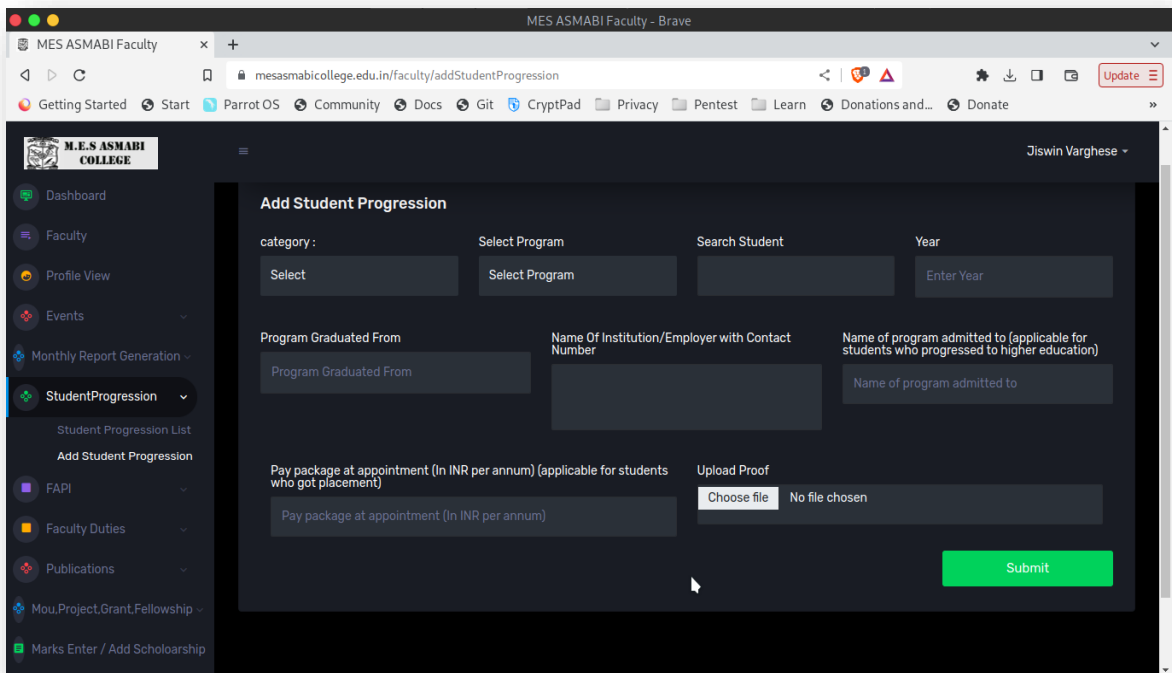 MES ASMABI Faculty - Brave
MES ASMABI Faculty
mesasmabicollege.edu.in/faculty/addStudentProgression
Update
Getting Started Start Parrot OS Community Docs Git CryptPad Privacy Pentest Learn Donations and... Donate
M.E.S ASMABI
COLLEGE
Jiswin Varghese
Dashboard
Faculty
Profile View
Events
Monthly Report Generation
StudentProgression
Student Progression List
Add Student Progression
FAPI
Faculty Duties
Publications
Mou,Project,Grant,Fellowship
Marks Enter / Add Scholoarship
Add Student Progression
category :
Select
Select Program
Select Program
Search Student
Year
Enter Year
Program Graduated From
Program Graduated From
Name Of Institution/Employer with Contact
Number
Name of program admitted to (applicable for
students who progressed to higher education)
Name of program admitted to
Pay package at appointment (In INR per annum) (applicable for students
who got placement)
Pay package at appointment (In INR per annum)
Upload Proof
Choose file No file chosen
Submit